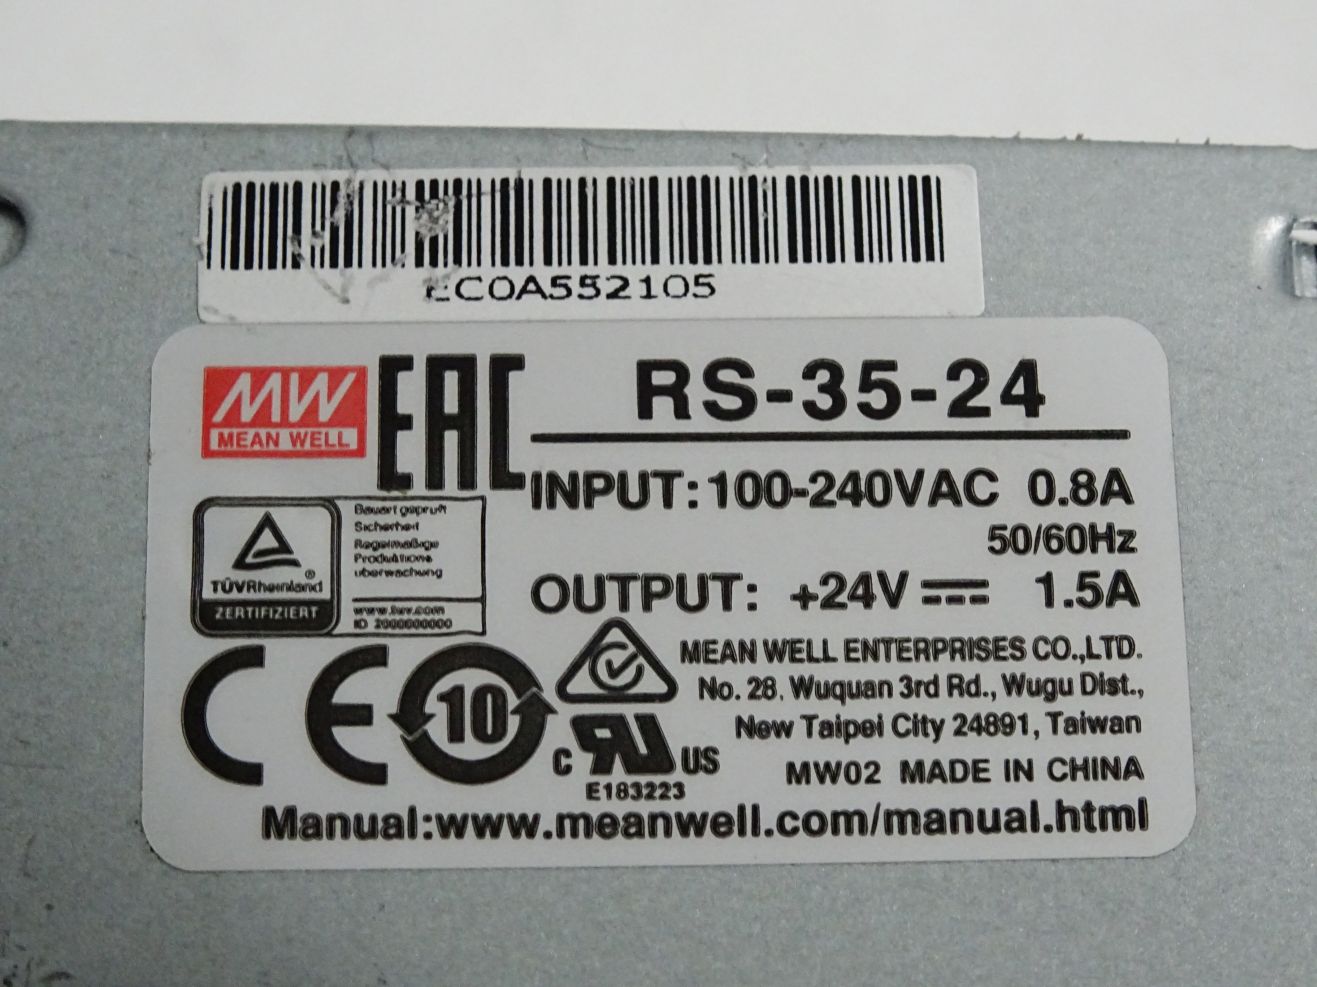 EC0A552105
MW
MEAN WELL
EAC
RS-35-24
INPUT: 100-240VAC 0.8A
50/60Hz
OUTPUT: +24V 1.5A
Bauart geprüft
Sicherheit
Regelmäßige
Produktions
überwachung
www.tuv.com
ID 2000000000
TÜVRheinland®
ZERTIFIZIERT
CE
10
MEAN WELL ENTERPRISES CO.,LTD.
No. 28, Wuquan 3rd Rd., Wugu Dist.,
New Taipei City 24891, Taiwan
C RU US
E183223
MW02 MADE IN CHINA
Manual:www.meanwell.com/manual.html